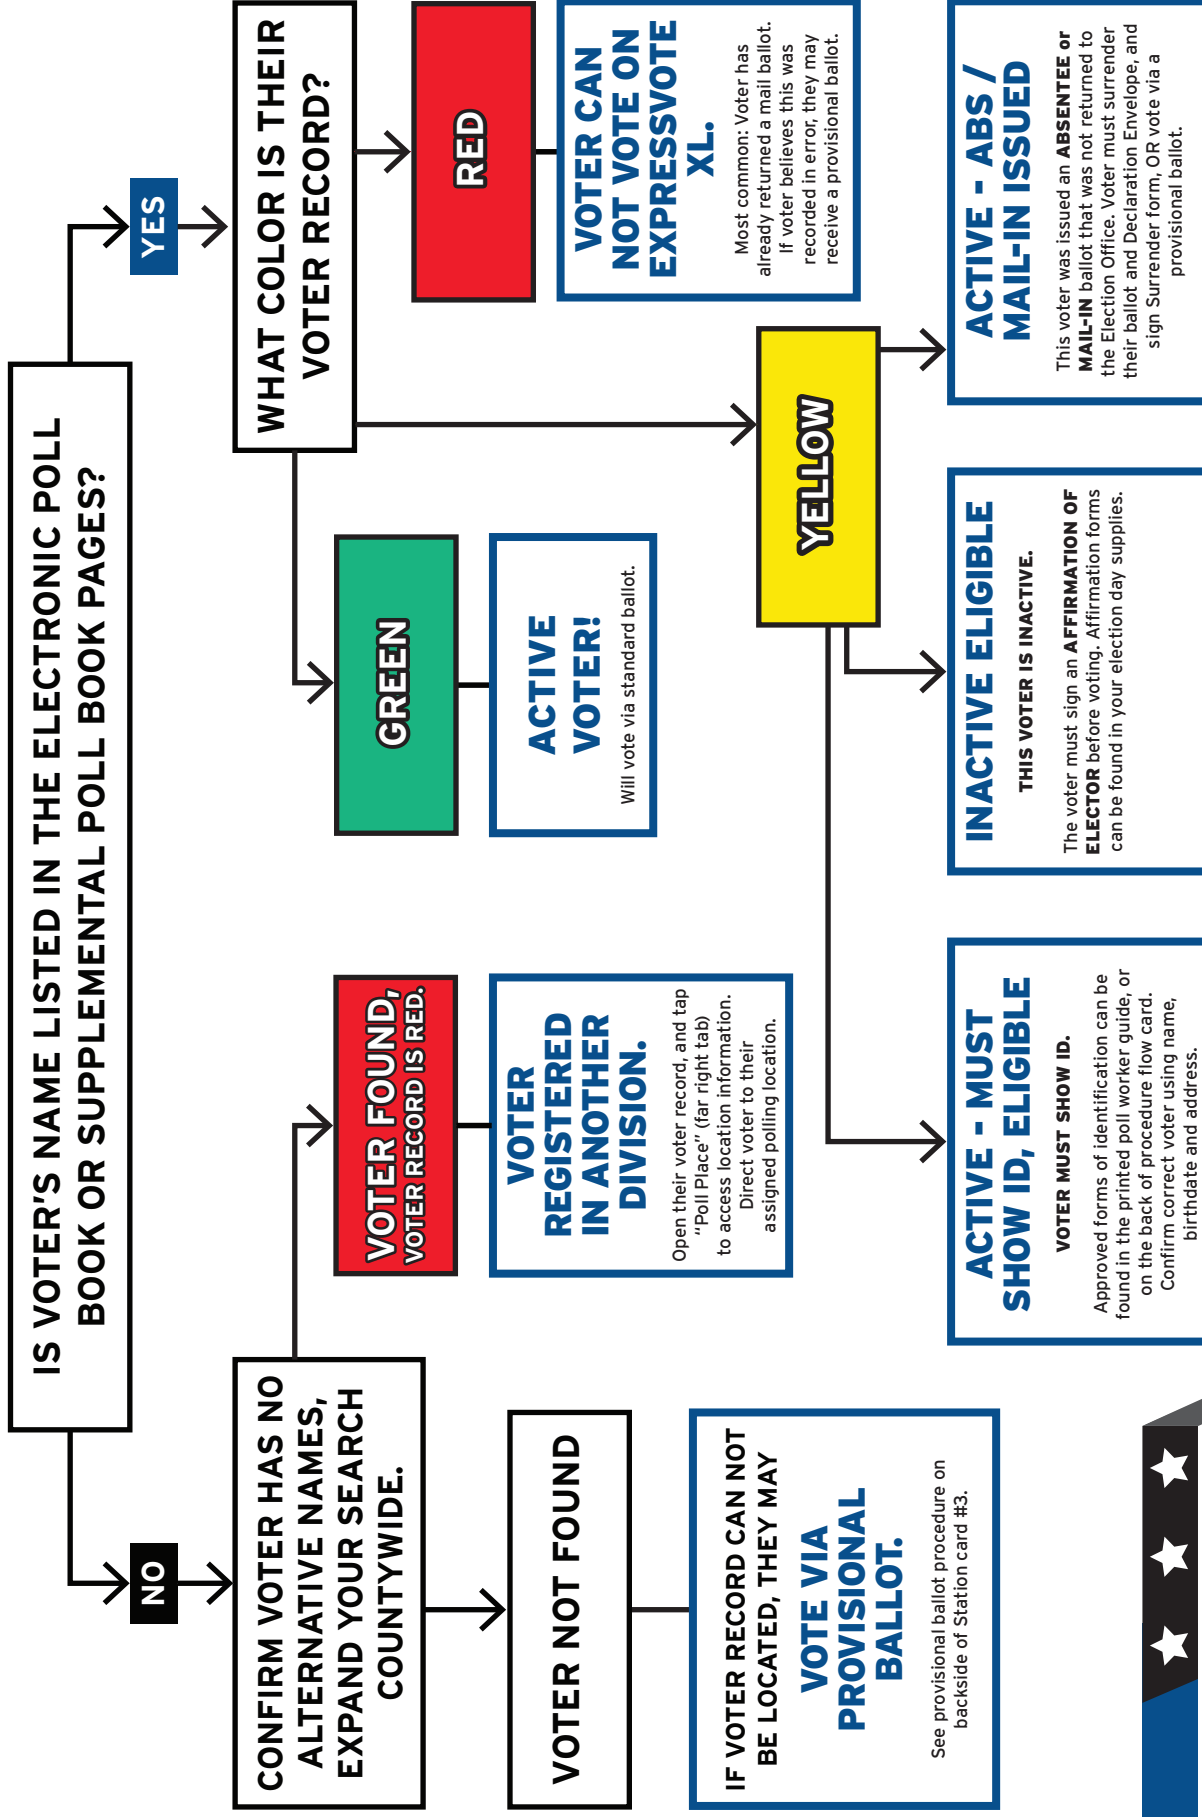 IS VOTER'S NAME LISTED IN THE ELECTRONIC POLL
BOOK OR SUPPLEMENTAL POLL BOOK PAGES?
NO
CONFIRM VOTER HAS NO
ALTERNATIVE NAMES,
EXPAND YOUR SEARCH
COUNTYWIDE.
VOTER NOT FOUND
IF VOTER RECORD CAN NOT
BE LOCATED, THEY MAY
VOTE VIA
PROVISIONAL
BALLOT.
See provisional ballot procedure on
backside of Station card #3.
VOTER FOUND,
VOTER RECORD IS RED.
VOTER
REGISTERED
IN ANOTHER
DIVISION.
Open their voter record, and tap
"Poll Place" (far right tab)
to access location information.
Direct voter to their
assigned polling location.
YES
WHAT COLOR IS THEIR
VOTER RECORD?
GREEN
ACTIVE
VOTER!
Will vote via standard ballot.
RED
VOTER CAN
NOT VOTE ON
EXPRESSVOTE
XL.
Most common: Voter has
already returned a mail ballot.
If voter believes this was
recorded in error, they may
receive a provisional ballot.
YELLOW
ACTIVE - MUST
SHOW ID, ELIGIBLE
VOTER MUST SHOW ID.
Approved forms of identification can be
found in the printed poll worker guide, or
on the back of procedure flow card.
Confirm correct voter using name,
birthdate and address.
INACTIVE ELIGIBLE
THIS VOTER IS INACTIVE.
The voter must sign an AFFIRMATION OF
ELECTOR before voting. Affirmation forms
can be found in your election day supplies.
ACTIVE - ABS /
MAIL-IN ISSUED
This voter was issued an ABSENTEE or
MAIL-IN ballot that was not returned to
the Election Office. Voter must surrender
their ballot and Declaration Envelope, and
sign Surrender form, OR vote via a
provisional ballot.